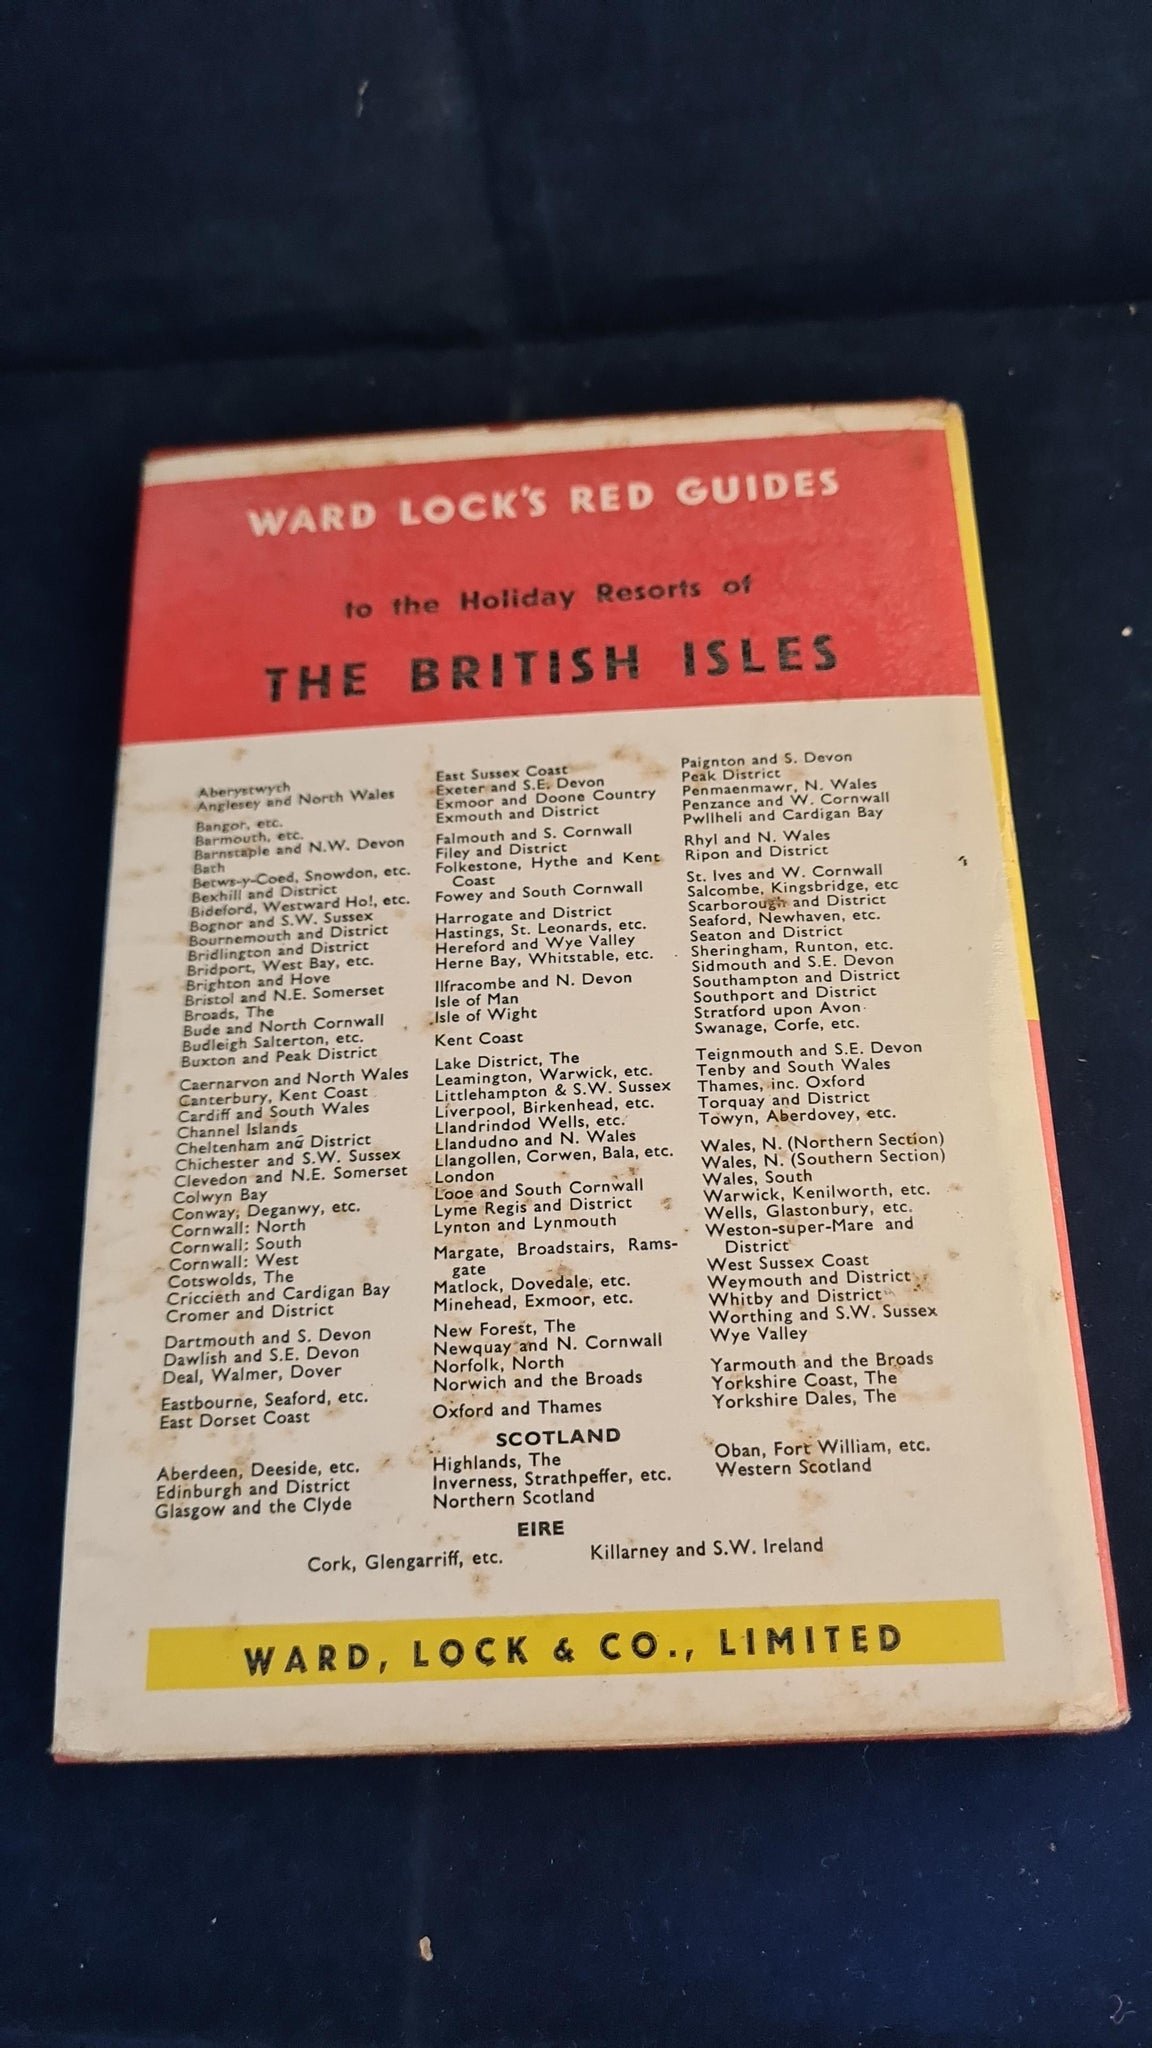 WARD LOCK'S RED GUIDES
to the Holiday Resorts of
THE BRITISH ISLES
Aberystwyth
Anglesey and North Wales
Bangor, etc.
Barmouth, etc.
Barnstaple and N.W. Devon
Bath
Betws-y-Coed, Snowdon, etc.
Bexhill and District
Bideford, Westward Ho!, etc.
Bognor and S.W. Sussex
Bournemouth and District
Bridlington and District
Bridport, West Bay, etc.
Brighton and Hove
Bristol and N.E. Somerset
Broads, The
Bude and North Cornwall
Budleigh Salterton, etc.
Buxton and Peak District
Caernarvon and North Wales
Canterbury, Kent Coast
Cardiff and South Wales
Channel Islands
Cheltenham and District
Chichester and S.W. Sussex
Clevedon and N.E. Somerset
Colwyn Bay
Conway, Deganwy, etc.
Cornwall: North
Cornwall: South
Cornwall: West
Cotswolds, The
Criccieth and Cardigan Bay
Cromer and District
Dartmouth and S. Devon
Dawlish and S.E. Devon
Deal, Walmer, Dover
Eastbourne, Seaford, etc.
East Dorset Coast
East Sussex Coast
Exeter and S.E. Devon
Exmoor and Doone Country
Exmouth and District
Falmouth and S. Cornwall
Filey and District
Folkestone, Hythe and Kent
Coast
Fowey and South Cornwall
Harrogate and District
Hastings, St. Leonards, etc.
Hereford and Wye Valley
Herne Bay, Whitstable, etc.
Ilfracombe and N. Devon
Isle of Man
Isle of Wight
Kent Coast
Lake District, The
Leamington, Warwick, etc.
Littlehampton & S.W. Sussex
Liverpool, Birkenhead, etc.
Llandrindod Wells, etc.
Llandudno and N. Wales
Llangollen, Corwen, Bala, etc.
London
Looe and South Cornwall
Lyme Regis and District
Lynton and Lynmouth
Margate, Broadstairs, Rams-
gate
Matlock, Dovedale, etc.
Minehead, Exmoor, etc.
New Forest, The
Newquay and N. Cornwall
Norfolk, North
Norwich and the Broads
Oxford and Thames
Paignton and S. Devon
Peak District
Penmaenmawr, N. Wales
Penzance and W. Cornwall
Pwllheli and Cardigan Bay
Rhyl and N. Wales
Ripon and District
St. Ives and W. Cornwall
Salcombe, Kingsbridge, etc
Scarborough and District
Seaford, Newhaven, etc.
Seaton and District
Sheringham, Runton, etc.
Sidmouth and S.E. Devon
Southampton and District
Southport and District
Stratford upon Avon
Swanage, Corfe, etc.
Teignmouth and S.E. Devon
Tenby and South Wales
Thames, inc. Oxford
Torquay and District
Towyn, Aberdovey, etc.
Wales, N. (Northern Section)
Wales, N. (Southern Section)
Wales, South
Warwick, Kenilworth, etc.
Wells, Glastonbury, etc.
Weston-super-Mare and
District
West Sussex Coast
Weymouth and District
Whitby and District
Worthing and S.W. Sussex
Wye Valley
Yarmouth and the Broads
Yorkshire Coast, The
Yorkshire Dales, The
SCOTLAND
Aberdeen, Deeside, etc.
Edinburgh and District
Glasgow and the Clyde
Highlands, The
Inverness, Strathpeffer, etc.
Northern Scotland
Oban, Fort William, etc.
Western Scotland
EIRE
Cork, Glengarriff, etc.
Killarney and S.W. Ireland
WARD, LOCK & CO., LIMITED